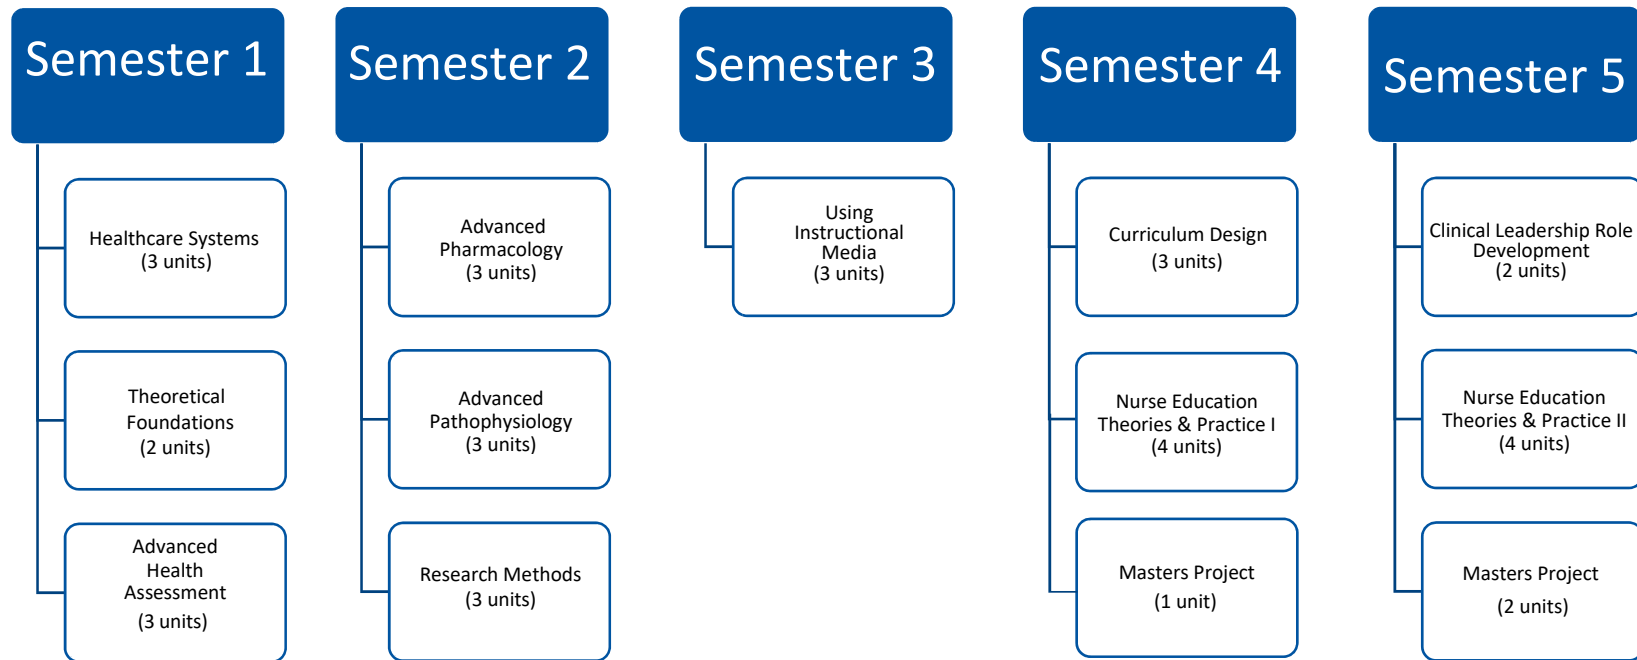 Semester 1
Healthcare Systems
(3 units)
Theoretical
Foundations
(2 units)
Advanced
Health
Assessment
(3 units)
Semester 2
Advanced
Pharmacology
(3 units)
Advanced
Pathophysiology
(3 units)
Research Methods
(3 units)
Semester 3
Using
Instructional
Media
(3 units)
Semester 4
Curriculum Design
(3 units)
Nurse Education
Theories & Practice I
(4 units)
Masters Project
(1 unit)
Semester 5
Clinical Leadership Role
Development
(2 units)
Nurse Education
Theories & Practice II
(4 units)
Masters Project
(2 units)